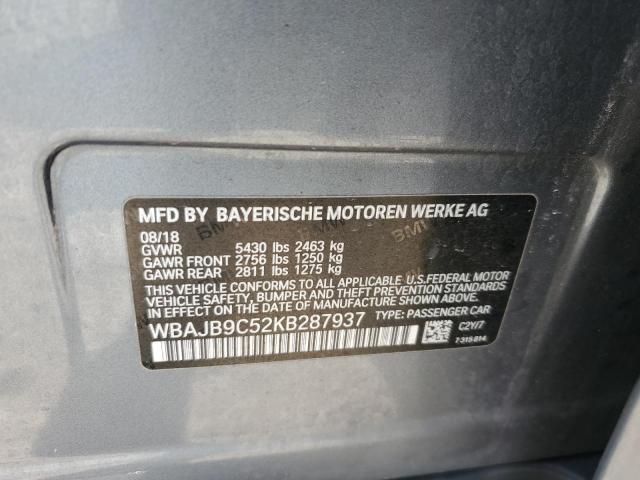 MFD BY BAYERISCHE MOTOREN WERKE AG
08/18
GVWR 5430 lbs 2463 kg
GAWR FRONT 2756 lbs 1250 kg
GAWR REAR 2811 lbs 1275 kg
THIS VEHICLE CONFORMS TO ALL APPLICABLE U.S.FEDERAL MOTOR
VEHICLE SAFETY, BUMPER AND THEFT PREVENTION STANDARDS
IN EFFECT ON THE DATE OF MANUFACTURE SHOWN ABOVE.
WBAJB9C52KB287937 TYPE: PASSENGER CAR
C2Y/7